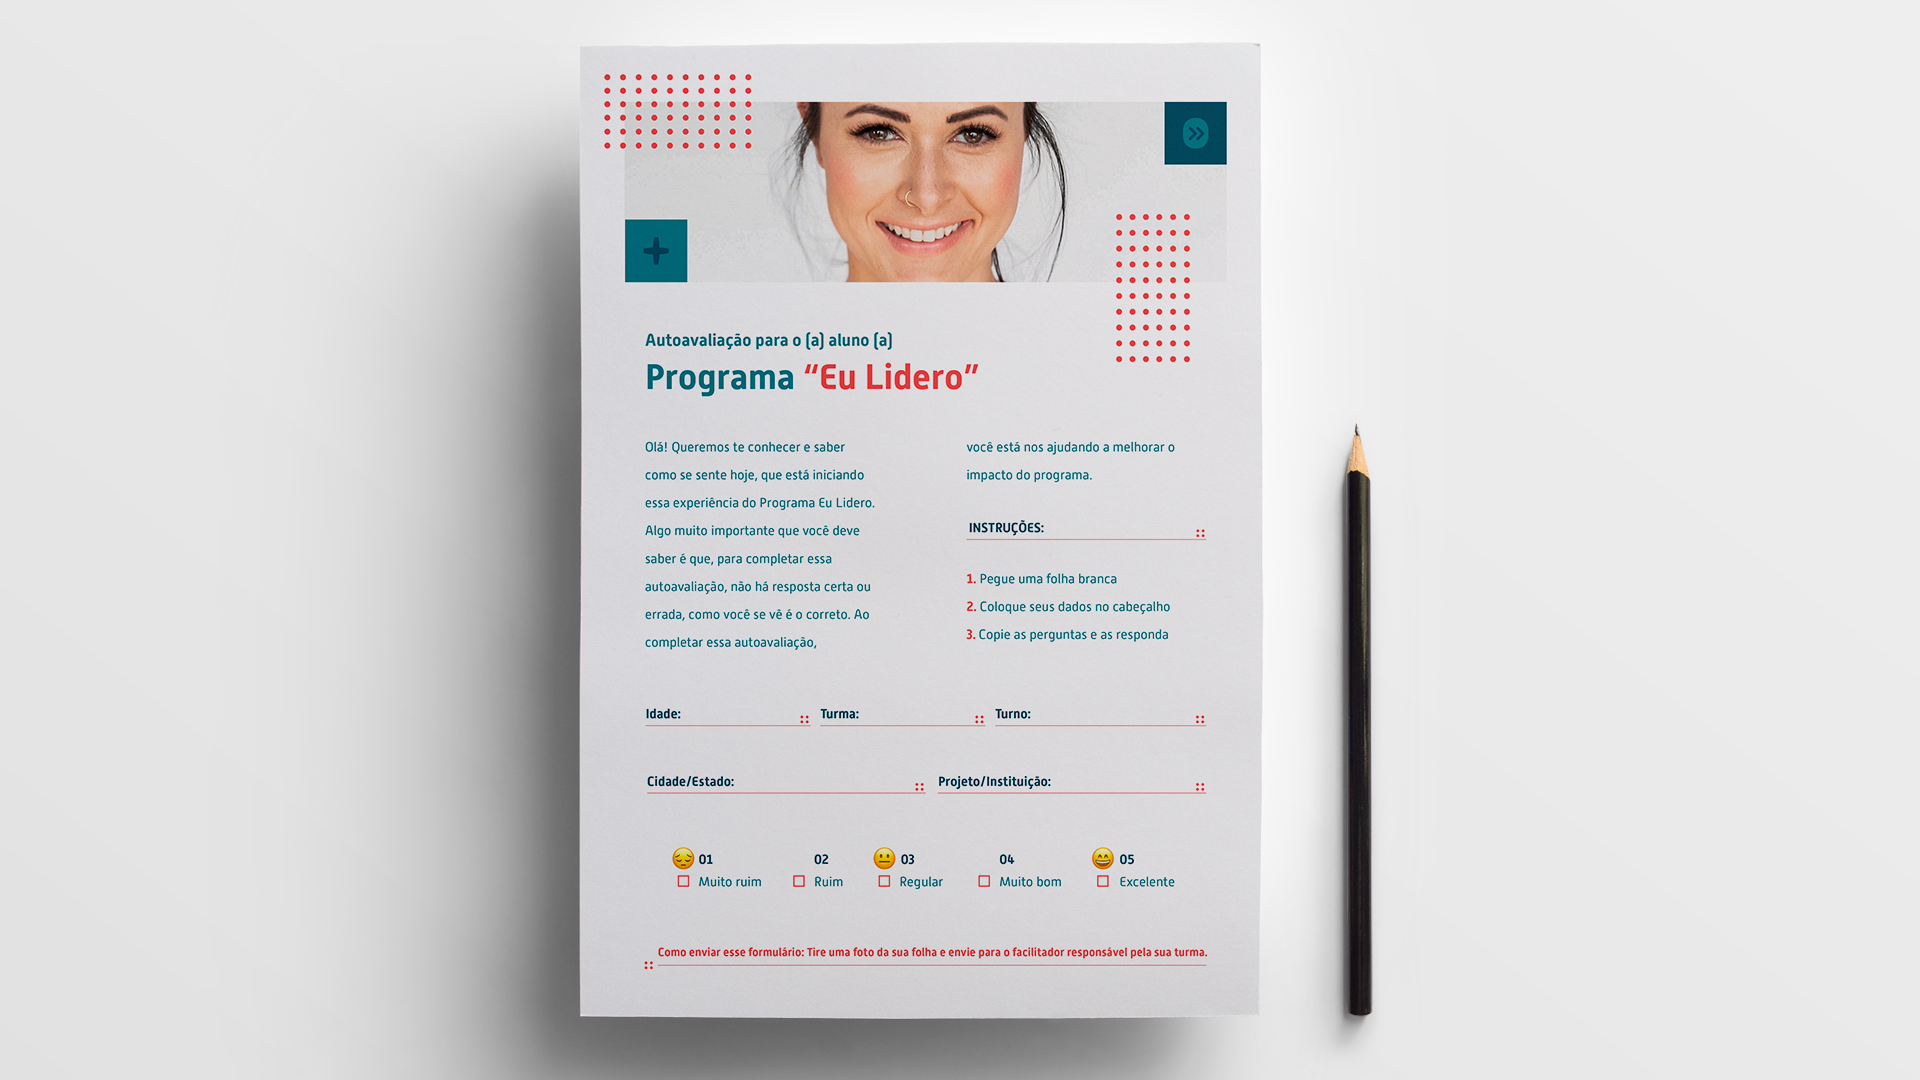 Autoavaliação para o (a) aluno (a)
Programa “Eu Lidero”
Olá! Queremos te conhecer e saber
como se sente hoje, que está iniciando
essa experiência do Programa Eu Lidero.
Algo muito importante que você deve
saber é que, para completar essa
autoavaliação, não há resposta certa ou
errada, como você se vê é o correto. Ao
completar essa autoavaliação,
você está nos ajudando a melhorar o
impacto do programa.
INSTRUÇÕES:
1. Pegue uma folha branca
2. Coloque seus dados no cabeçalho
3. Copie as perguntas e as responda
Idade: Turma: Turno:
Cidade/Estado: Projeto/Instituição:
01 02 03 04 05
Muito ruim Ruim Regular Muito bom Excelente
Como enviar esse formulário: Tire uma foto da sua folha e envie para o facilitador responsável pela sua turma.